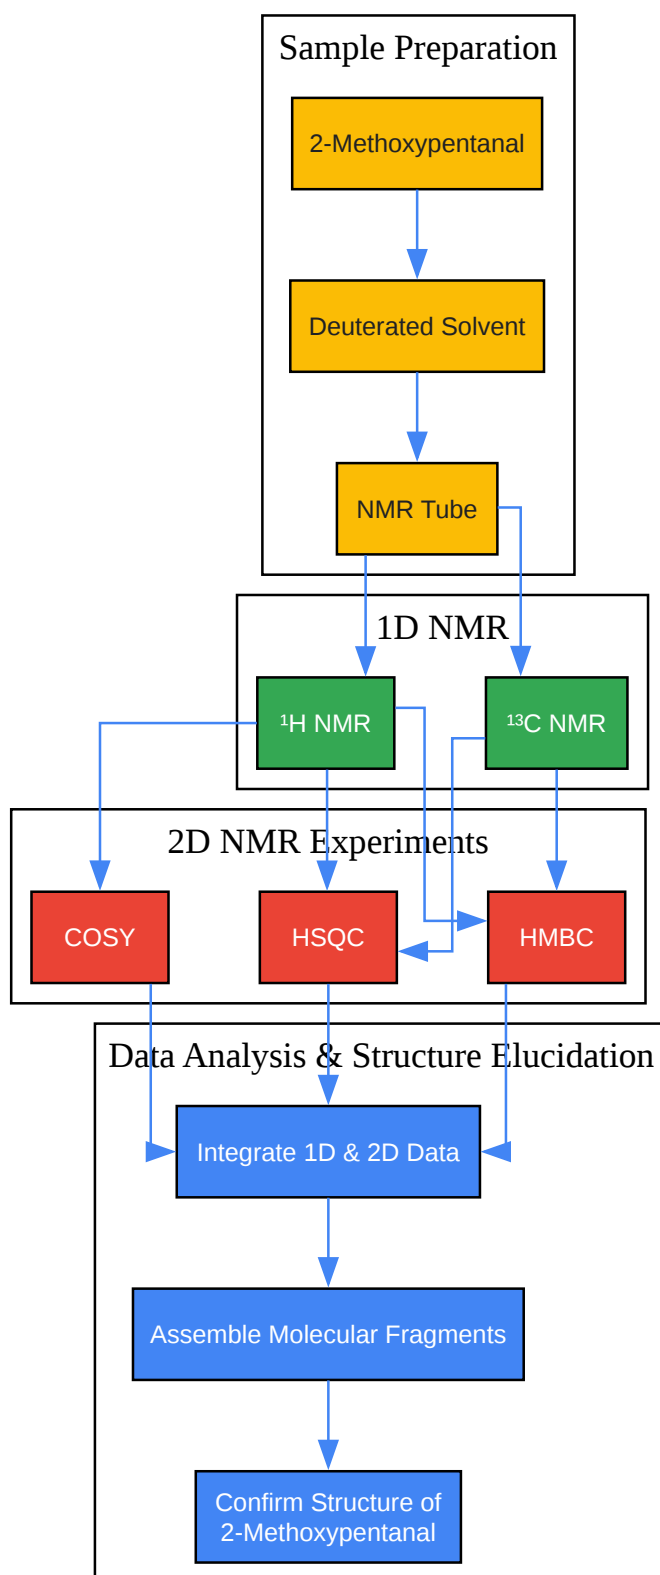 Sample Preparation
2-Methoxypentanal
Deuterated Solvent
NMR Tube
1D NMR
¹H NMR
¹³C NMR
2D NMR Experiments
COSY
HSQC
HMBC
Data Analysis & Structure Elucidation
Integrate 1D & 2D Data
Assemble Molecular Fragments
Confirm Structure of
2-Methoxypentanal